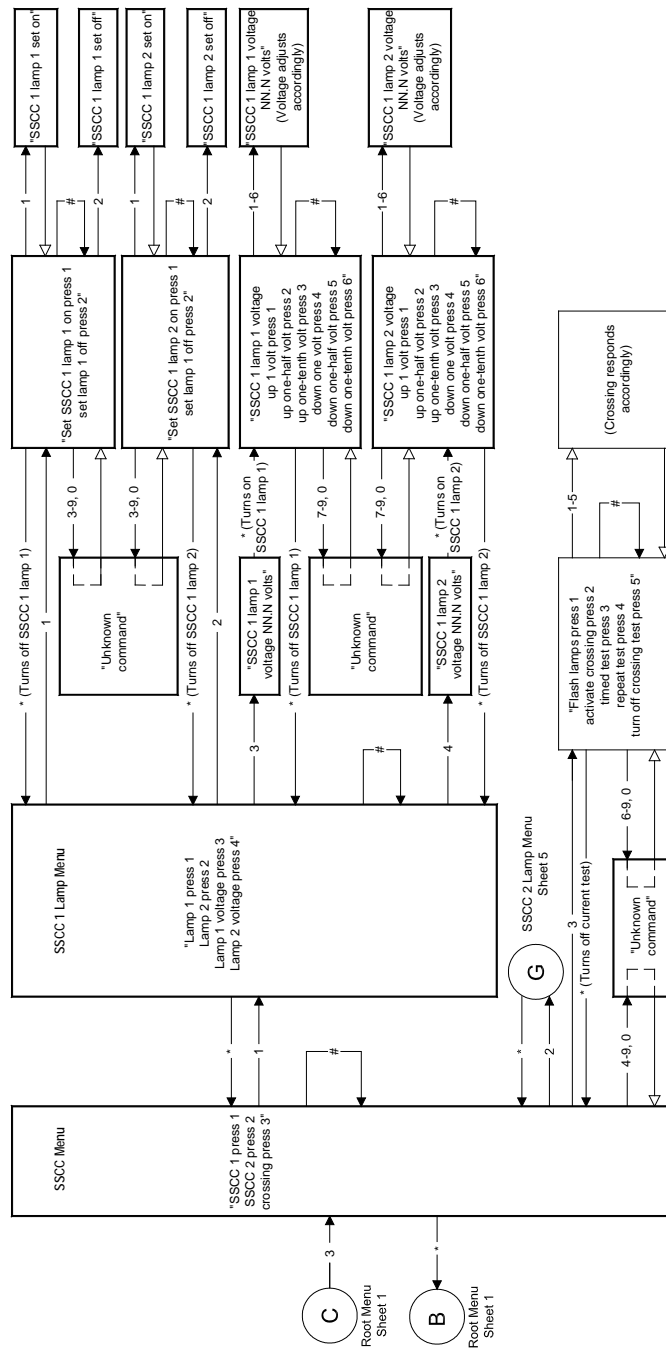 C
Root Menu
Sheet 1
3
B
Root Menu
Sheet 1
*
SSCC Menu
"SSCC 1 press 1
SSCC 2 press 2
crossing press 3"
*
1
#
*
2
G
SSCC 2 Lamp Menu
Sheet 5
3
* (Turns off current test)
4-9, 0
"Unknown
command"
6-9, 0
"Flash lamps press 1
activate crossing press 2
timed test press 3
repeat test press 4
turn off crossing test press 5"
1-5
#
(Crossing responds
accordingly)
SSCC 1 Lamp Menu
"Lamp 1 press 1
Lamp 2 press 2
Lamp 1 voltage press 3
Lamp 2 voltage press 4"
#
* (Turns off SSCC 1 lamp 1)
1
"Set SSCC 1 lamp 1 on press 1
set lamp 1 off press 2"
3-9, 0
1
"SSCC 1 lamp 1 set on"
#
2
"SSCC 1 lamp 1 set off"
"Unknown
command"
3-9, 0
* (Turns off SSCC 1 lamp 2)
2
"Set SSCC 1 lamp 2 on press 1
set lamp 1 off press 2"
1
"SSCC 1 lamp 2 set on"
#
2
"SSCC 1 lamp 2 set off"
3
"SSCC 1 lamp 1
voltage NN.N volts"
* (Turns on
SSCC 1 lamp 1)
* (Turns off SSCC 1 lamp 1)
"SSCC 1 lamp 1 voltage
up 1 volt press 1
up one-half volt press 2
up one-tenth volt press 3
down one volt press 4
down one-half volt press 5
down one-tenth volt press 6"
1-6
#
"SSCC 1 lamp 1 voltage
NN.N volts"
(Voltage adjusts
accordingly)
7-9, 0
"Unknown
command"
7-9, 0
4
"SSCC 1 lamp 2
voltage NN.N volts"
* (Turns on
SSCC 1 lamp 2)
* (Turns off SSCC 1 lamp 2)
"SSCC 1 lamp 2 voltage
up 1 volt press 1
up one-half volt press 2
up one-tenth volt press 3
down one volt press 4
down one-half volt press 5
down one-tenth volt press 6"
1-6
#
"SSCC 1 lamp 2 voltage
NN.N volts"
(Voltage adjusts
accordingly)